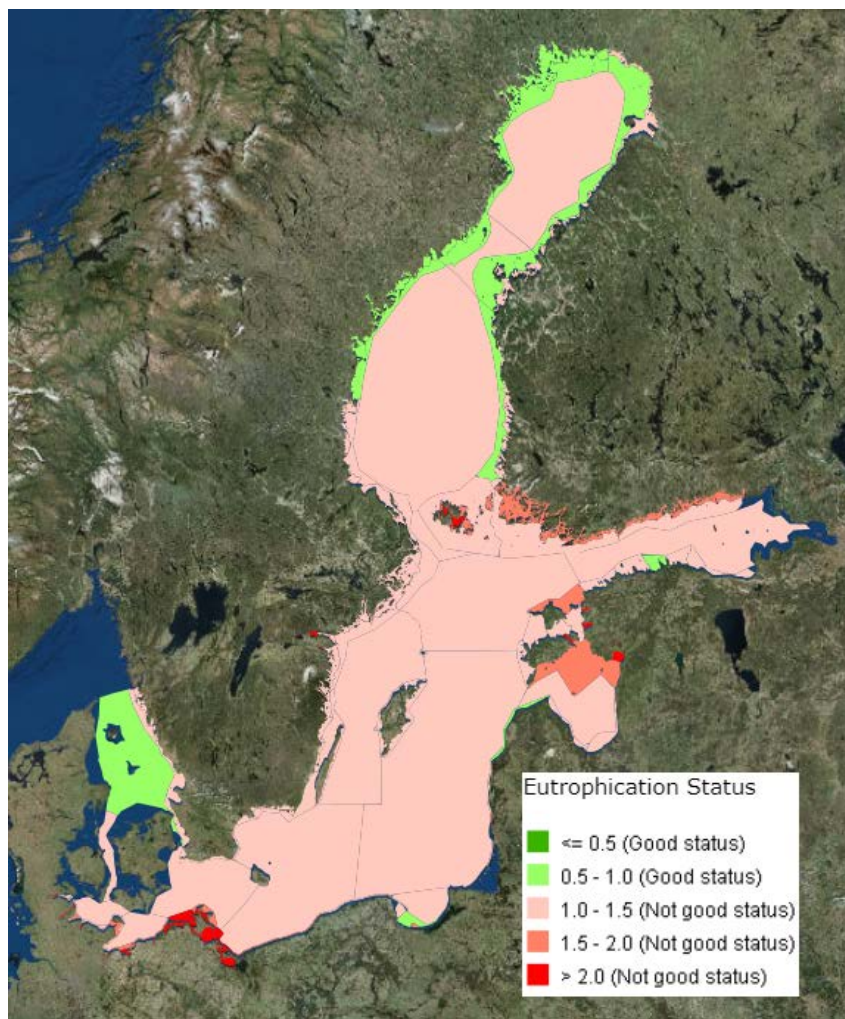 Eutrophication Status
<= 0.5 (Good status)
0.5 - 1.0 (Good status)
1.0 - 1.5 (Not good status)
1.5 - 2.0 (Not good status)
> 2.0 (Not good status)